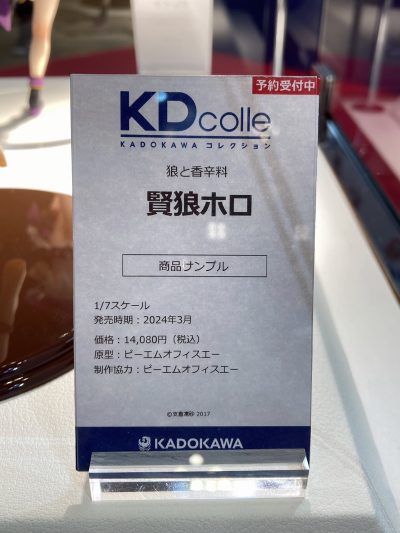 予約受付中
KDcolle
KADOKAWA コレクション
狼と香辛料
賢狼ホロ
商品サンプル
1/7スケール
発売時期：2024年3月
価格：14,080円（税込）
原型：ピーエムオフィスエー
制作協力：ピーエムオフィスエー
©支倉凍砂 2017
KADOKAWA